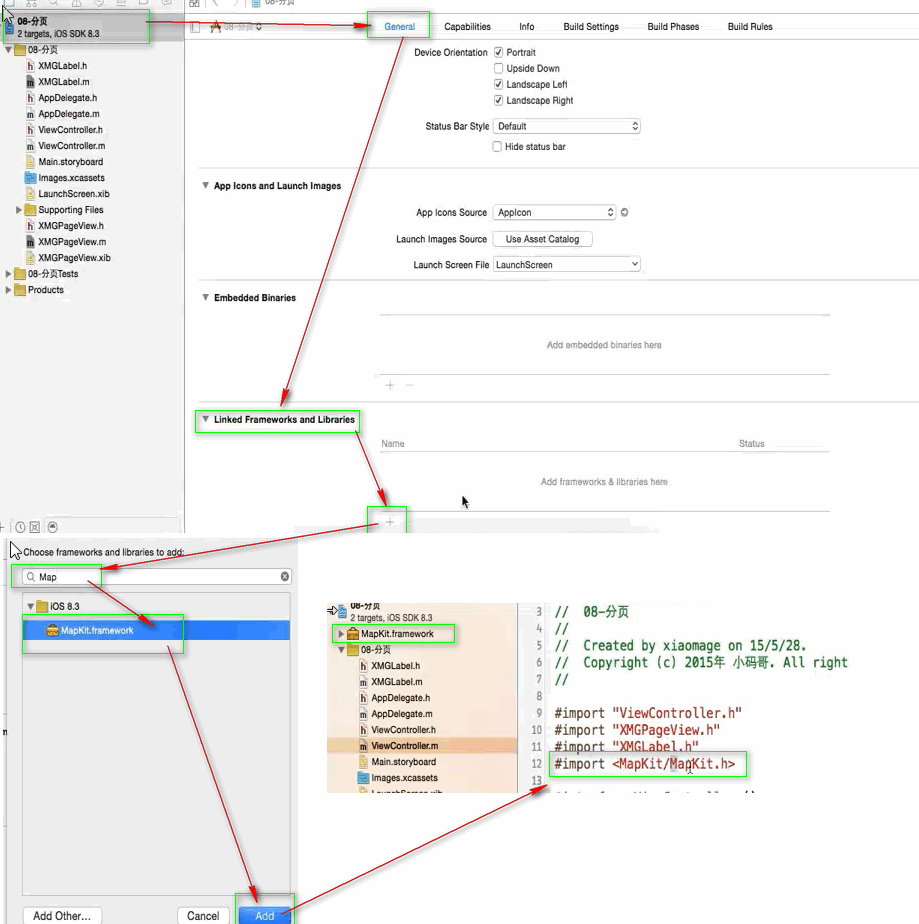 08-分页
2 targets, iOS SDK 8.3
08-分页
XMGLabel.h
XMGLabel.m
AppDelegate.h
AppDelegate.m
ViewController.h
ViewController.m
Main.storyboard
Images.xcassets
LaunchScreen.xib
Supporting Files
XMGPageView.h
XMGPageView.m
XMGPageView.xib
08-分页Tests
Products
08-分页
08-分页
General Capabilities Info Build Settings Build Phases Build Rules
Device Orientation Portrait
Upside Down
Landscape Left
Landscape Right
Status Bar Style Default
Hide status bar
App Icons and Launch Images
App Icons Source AppIcon
Launch Images Source Use Asset Catalog
Launch Screen File LaunchScreen
Embedded Binaries
Add embedded binaries here
Linked Frameworks and Libraries
Name Status
Add frameworks & libraries here
Choose frameworks and libraries to add:
Map
iOS 8.3
MapKit.framework
Add Other... Cancel Add
08-分页
2 targets, iOS SDK 8.3
MapKit.framework
08-分页
XMGLabel.h
XMGLabel.m
AppDelegate.h
AppDelegate.m
ViewController.h
ViewController.m
Main.storyboard
Images.xcassets
LaunchScreen.xib
3 // 08-分页
4 //
5 // Created by xiaomage on 15/5/28.
6 // Copyright (c) 2015年 小码哥. All right
7 //
8
9 #import "ViewController.h"
10 #import "XMGPageView.h"
11 #import "XMGLabel.h"
12 #import <MapKit/MapKit.h>
13